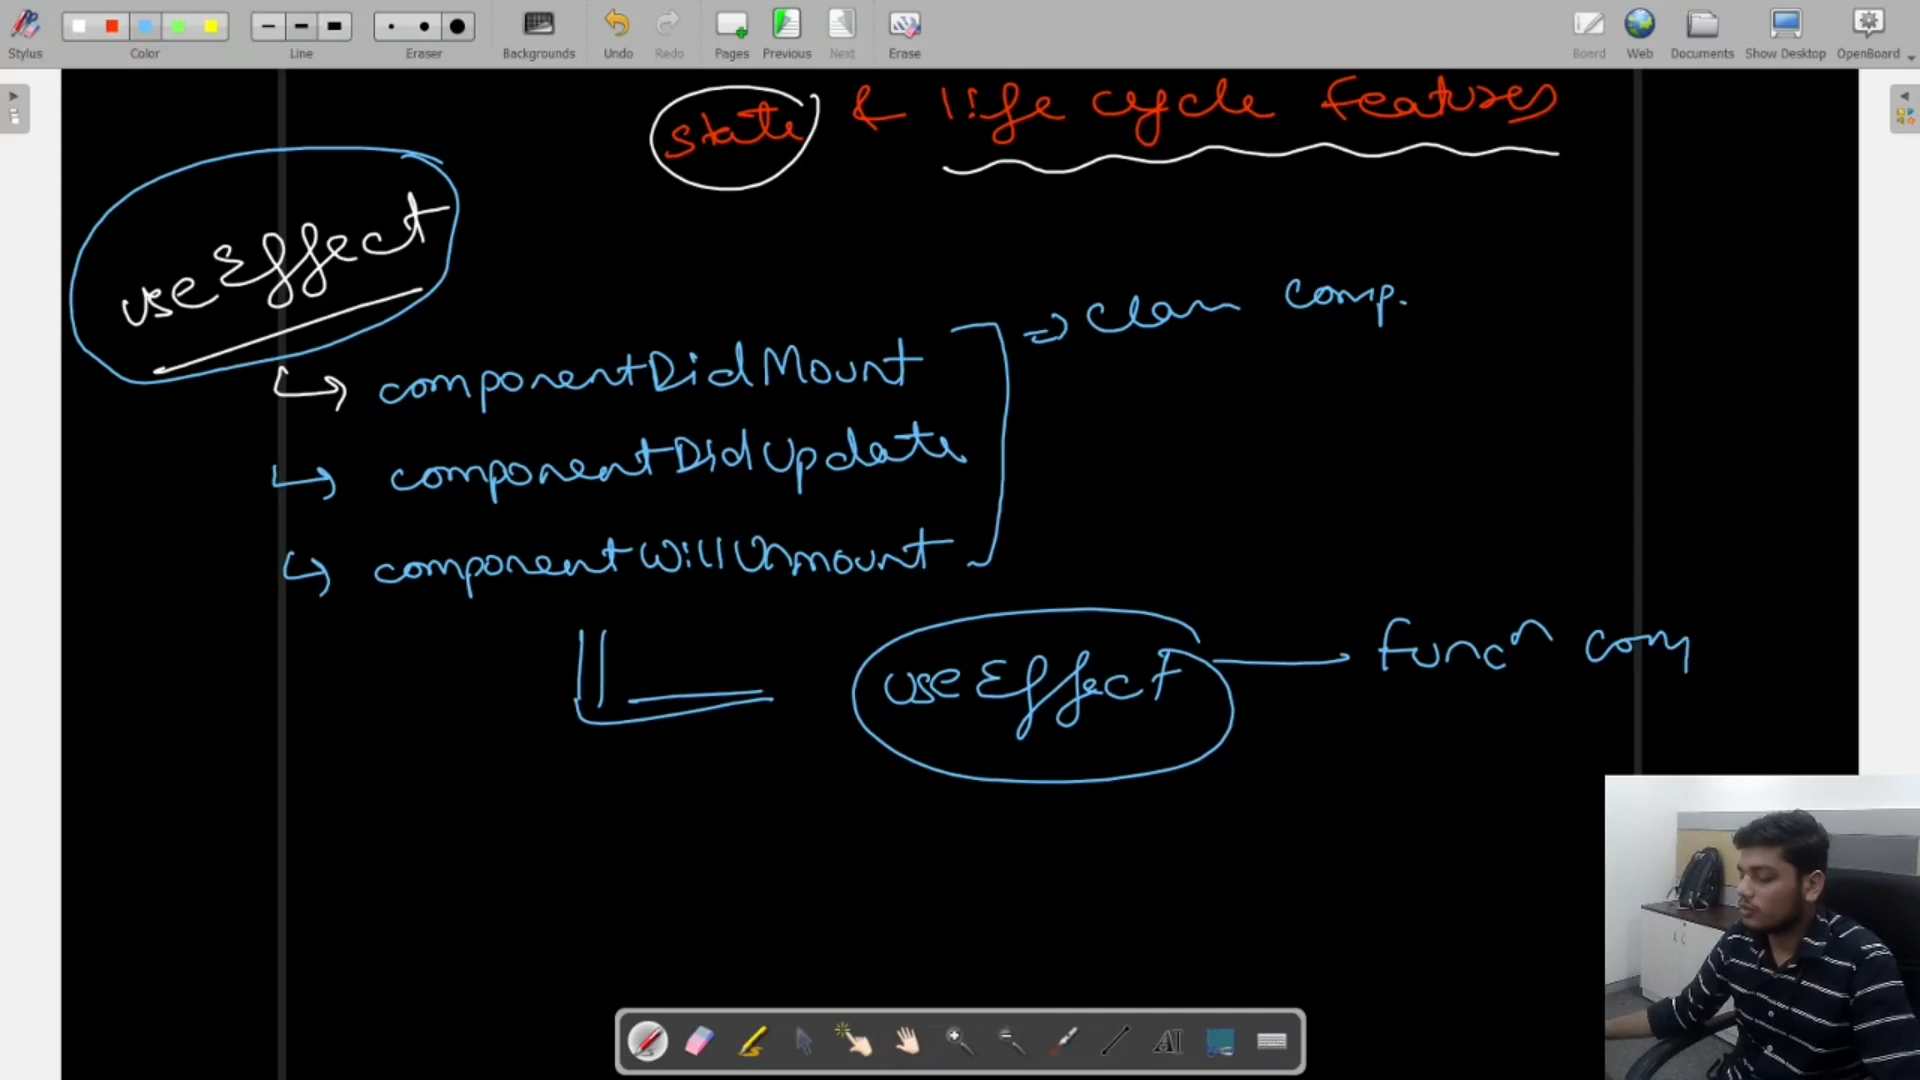 Stylus Color Line Eraser Backgrounds Undo Redo Pages Previous Next Erase Board Web Documents Show Desktop OpenBoard
state & life cycle features
useEffect
componentDidMount
=> class comp.
componentDidUpdate
componentWillUnmount
useEffect
funcn com
AI